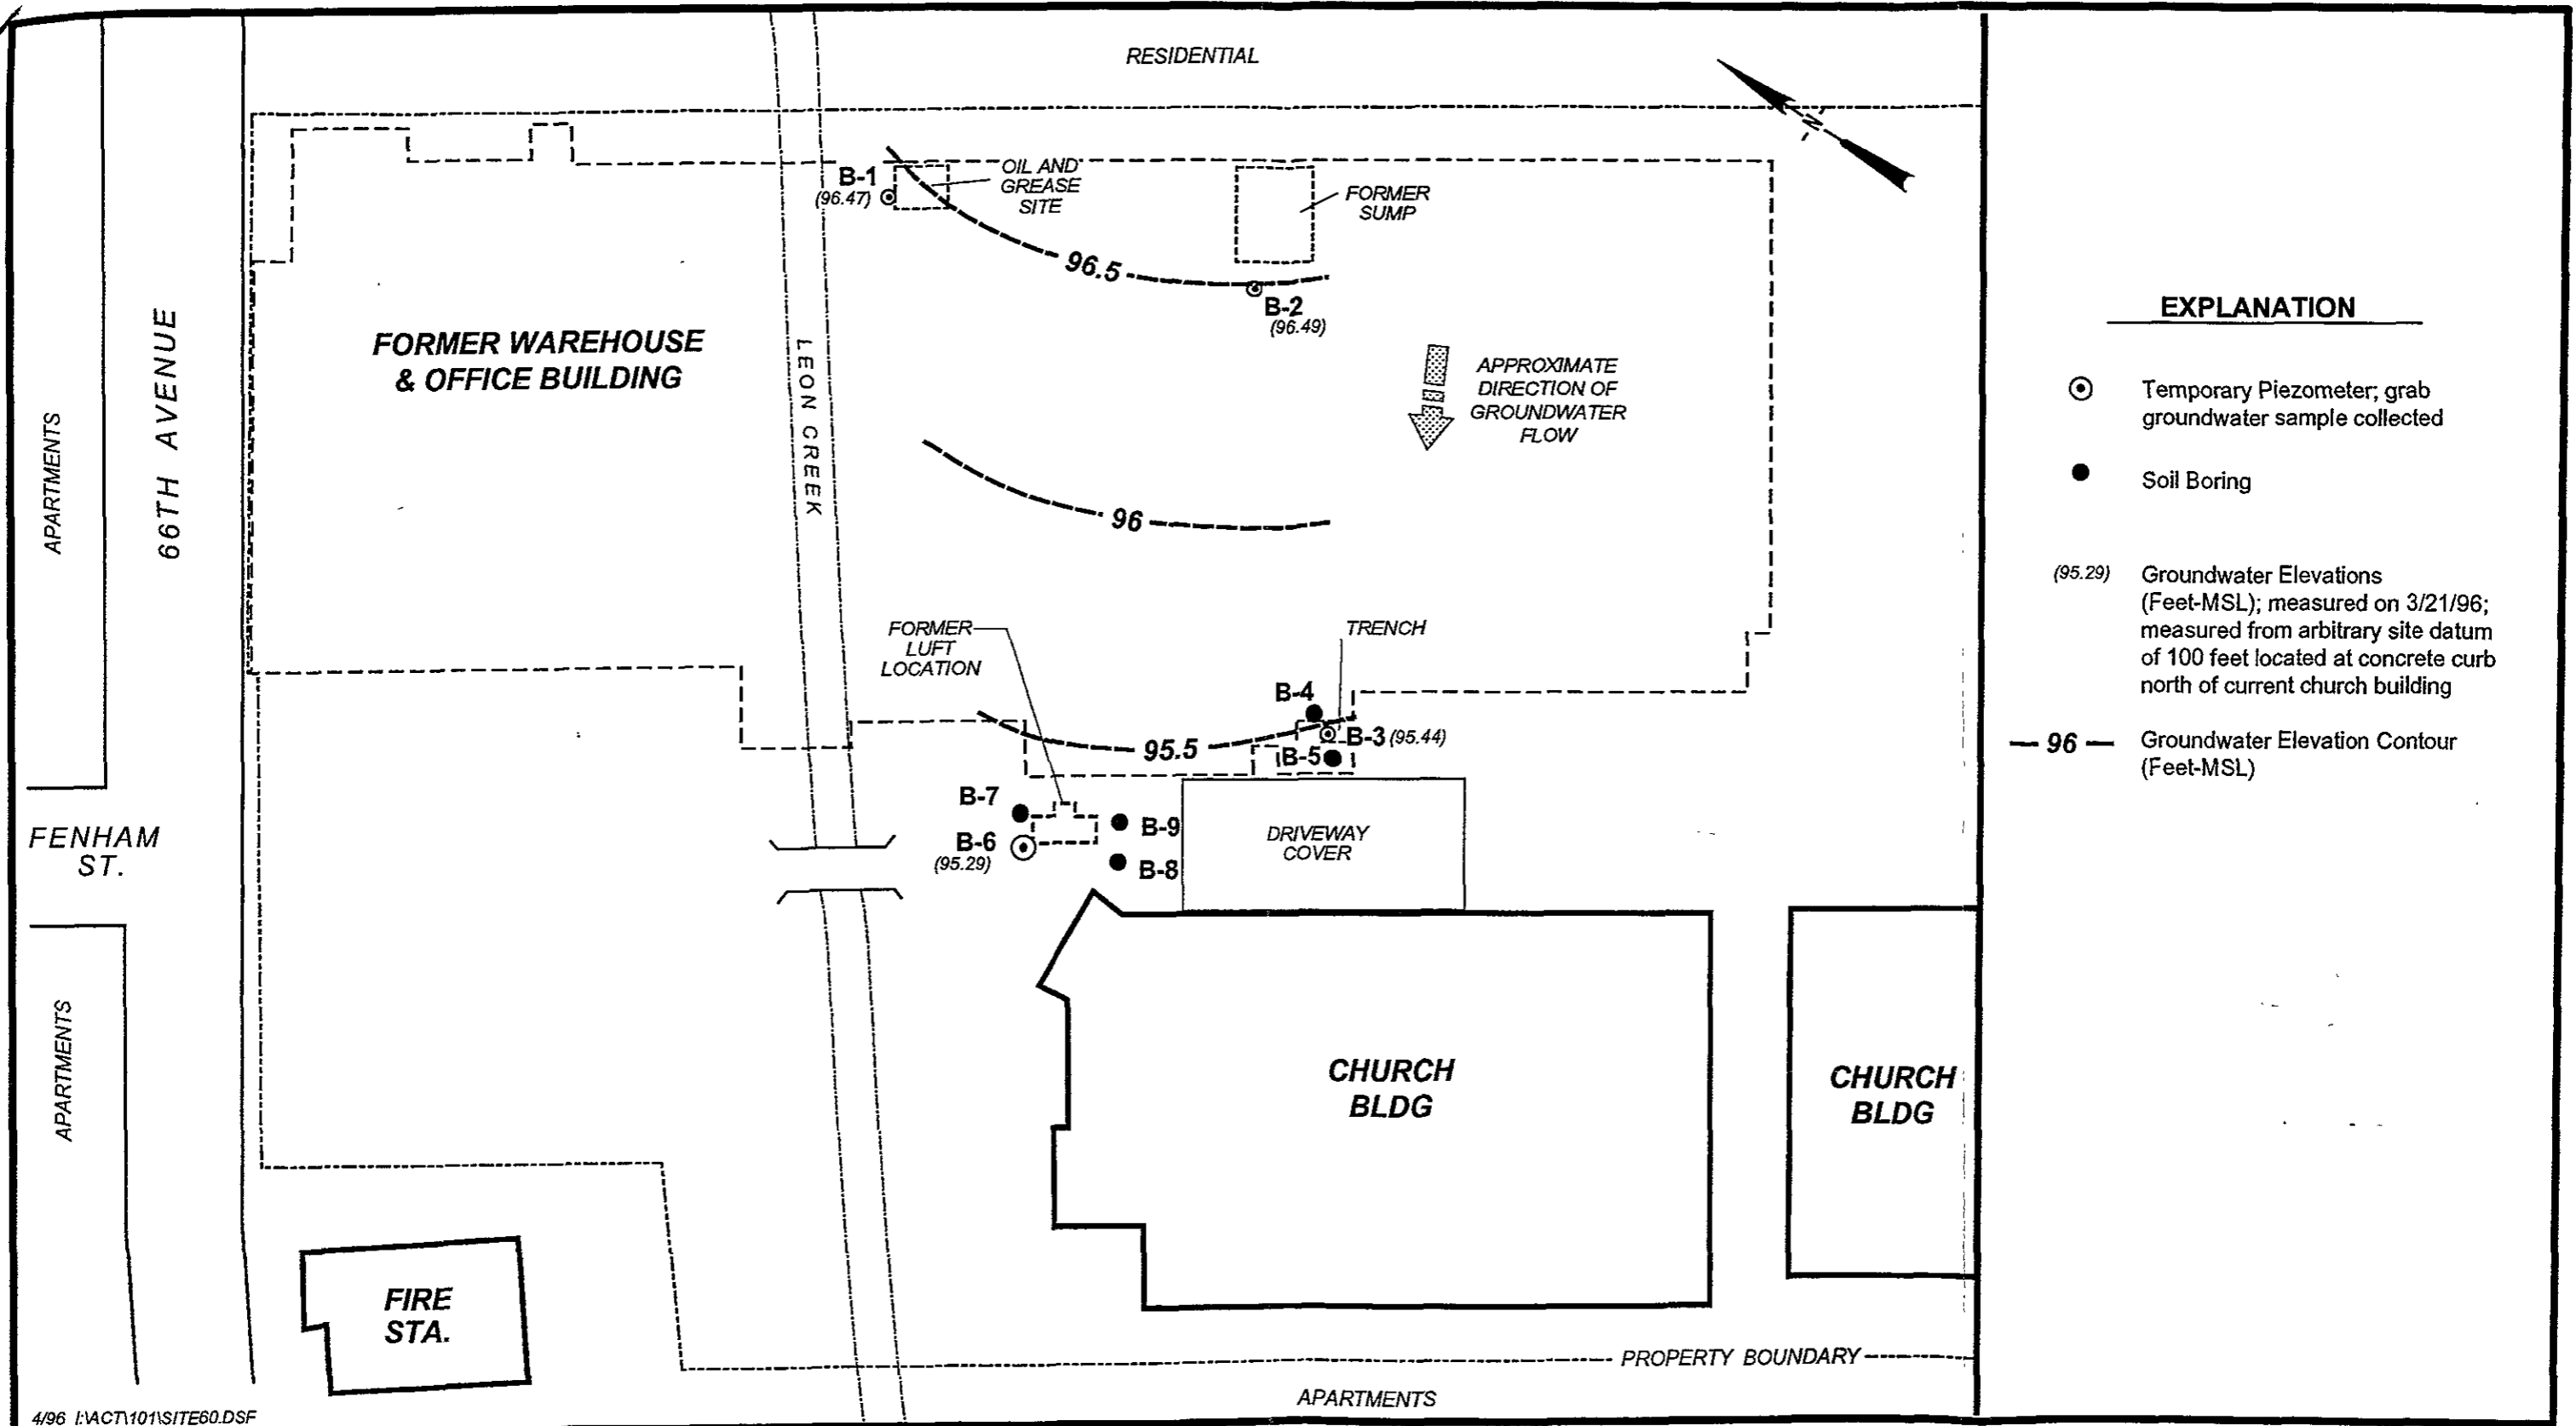 RESIDENTIAL
B-1
(96.47)
OIL AND
GREASE
SITE
FORMER
SUMP
N
96.5
B-2
(96.49)
FORMER WAREHOUSE
& OFFICE BUILDING
66TH AVENUE
APARTMENTS
LEON CREEK
APPROXIMATE
DIRECTION OF
GROUNDWATER
FLOW
96
FORMER
LUFT
LOCATION
TRENCH
B-4
B-3 (95.44)
95.5
B-5
B-7
B-9
B-6
(95.29)
B-8
DRIVEWAY
COVER
FENHAM
ST.
APARTMENTS
CHURCH
BLDG
CHURCH
BLDG
FIRE
STA.
PROPERTY BOUNDARY
APARTMENTS
4/96 I:\ACT\101\SITE60.DSF
EXPLANATION
Temporary Piezometer; grab
groundwater sample collected
Soil Boring
(95.29) Groundwater Elevations
(Feet-MSL); measured on 3/21/96;
measured from arbitrary site datum
of 100 feet located at concrete curb
north of current church building
96 Groundwater Elevation Contour
(Feet-MSL)